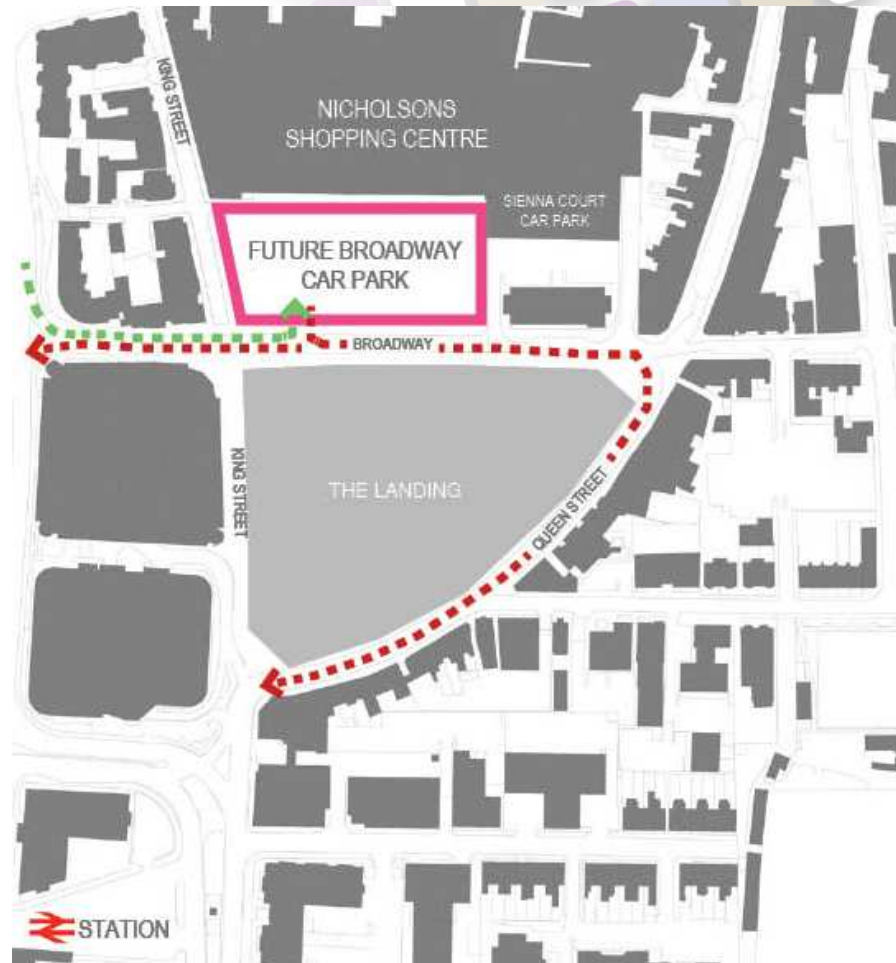 KING STREET
NICHOLSONS
SHOPPING CENTRE
SIENNA COURT
CAR PARK
FUTURE BROADWAY
CAR PARK
BROADWAY
KING STREET
THE LANDING
QUEEN STREET
STATION